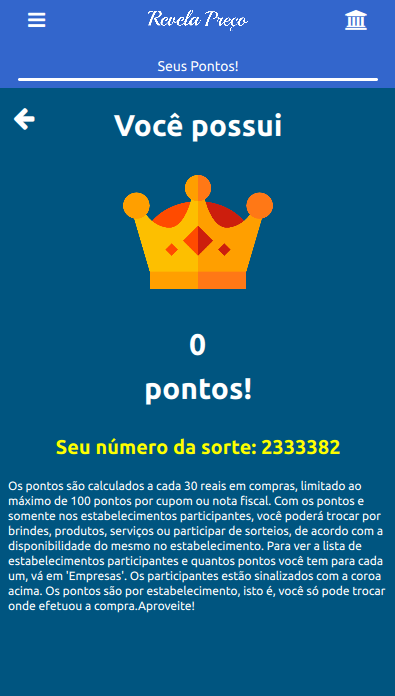 Revela Preço
Seus Pontos!
Você possui
0
pontos!
Seu número da sorte: 2333382
Os pontos são calculados a cada 30 reais em compras, limitado ao
máximo de 100 pontos por cupom ou nota fiscal. Com os pontos e
somente nos estabelecimentos participantes, você poderá trocar por
brindes, produtos, serviços ou participar de sorteios, de acordo com a
disponibilidade do mesmo no estabelecimento. Para ver a lista de
estabelecimentos participantes e quantos pontos você tem para cada
um, vá em 'Empresas'. Os participantes estão sinalizados com a coroa
acima. Os pontos são por estabelecimento, isto é, você só pode trocar
onde efetuou a compra.Aproveite!